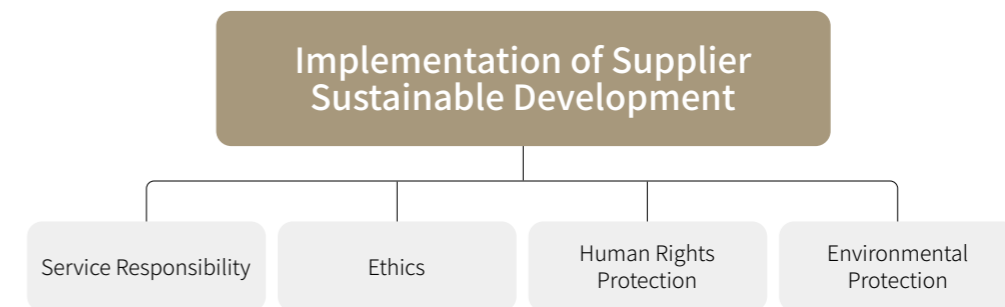 Implementation of Supplier
Sustainable Development
Service Responsibility
Ethics
Human Rights
Protection
Environmental
Protection